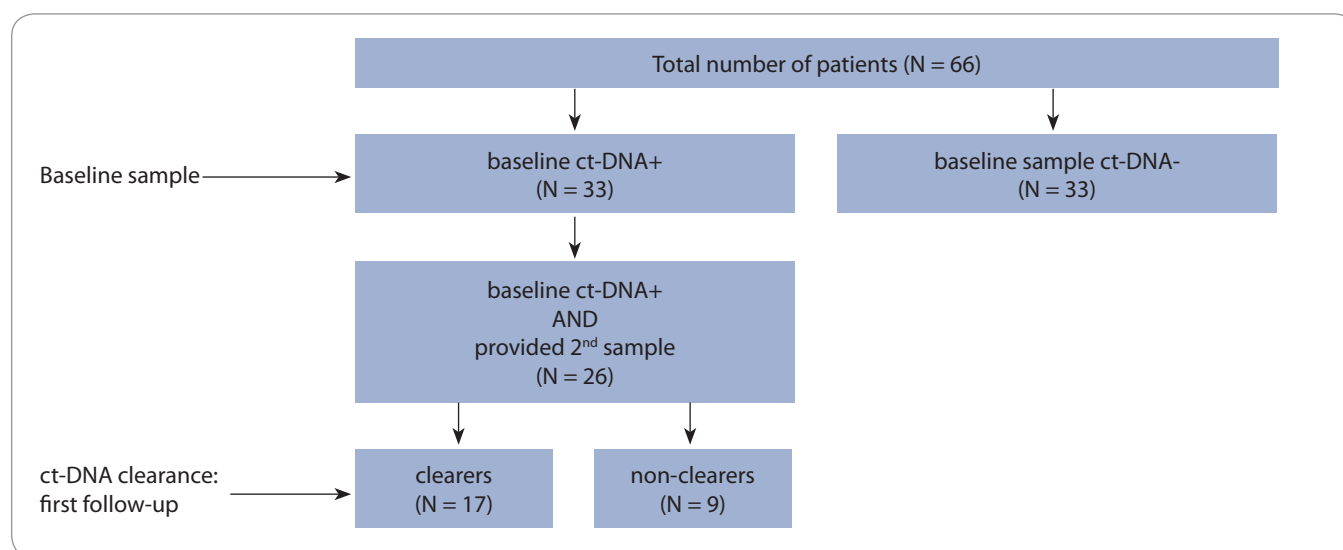 Total number of patients (N = 66)
Baseline sample
baseline ct-DNA+
(N = 33)
baseline sample ct-DNA-
(N = 33)
baseline ct-DNA+
AND
provided 2nd sample
(N = 26)
ct-DNA clearance:
first follow-up
clearers
(N = 17)
non-clearers
(N = 9)